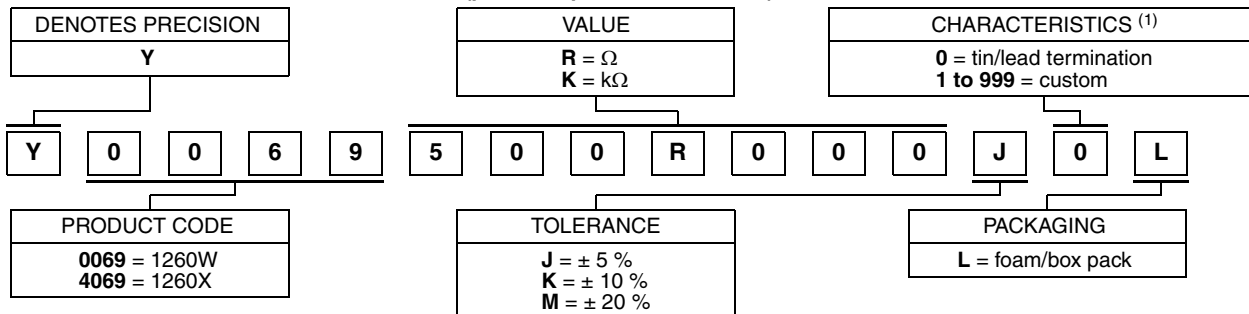 DENOTES PRECISION
Y
VALUE
R = Ω
K = kΩ
CHARACTERISTICS (1)
0 = tin/lead termination
1 to 999 = custom
Y 0 0 6 9 5 0 0 R 0 0 0 J 0 L
PRODUCT CODE
0069 = 1260W
4069 = 1260X
TOLERANCE
J = ± 5 %
K = ± 10 %
M = ± 20 %
PACKAGING
L = foam/box pack